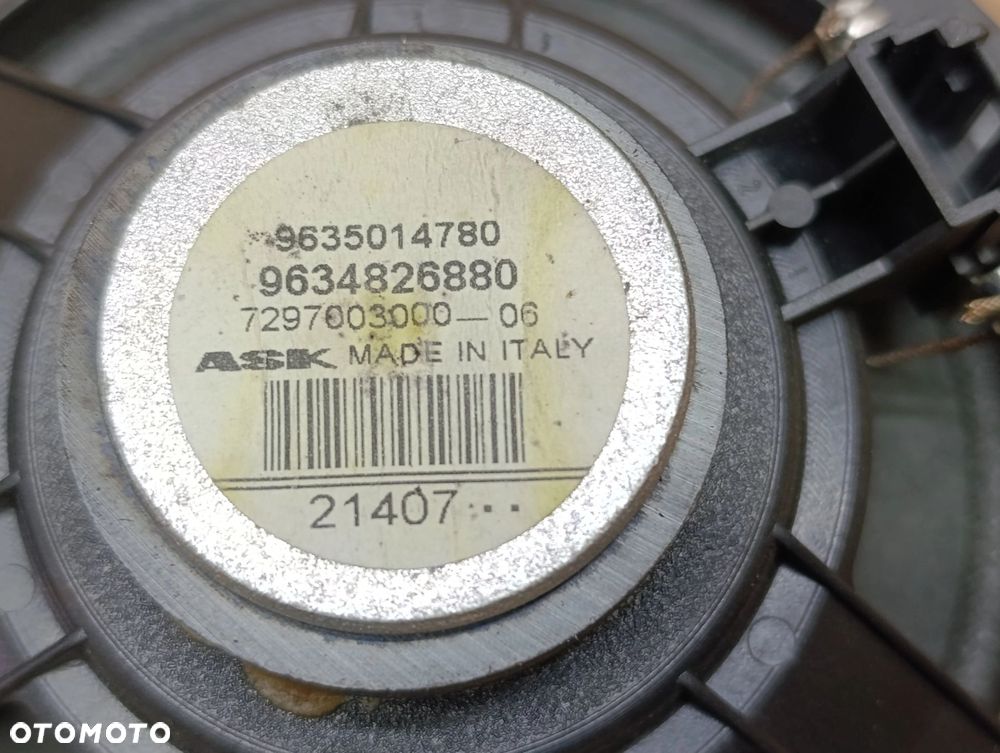 9635014780
9634826880
7297003000-06
ASK MADE IN ITALY
21407··
OTOMOTO